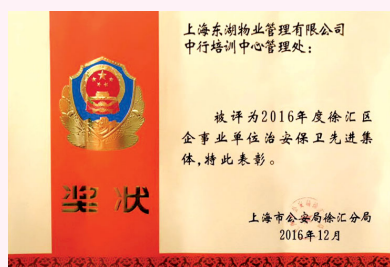 上海东湖物业管理有限公司
中行培训中心管理处：
被评为2016年度徐汇区
企事业单位治安保卫先进集
体,特此表彰。
奖状
上海市公安局徐汇分局
2016年12月